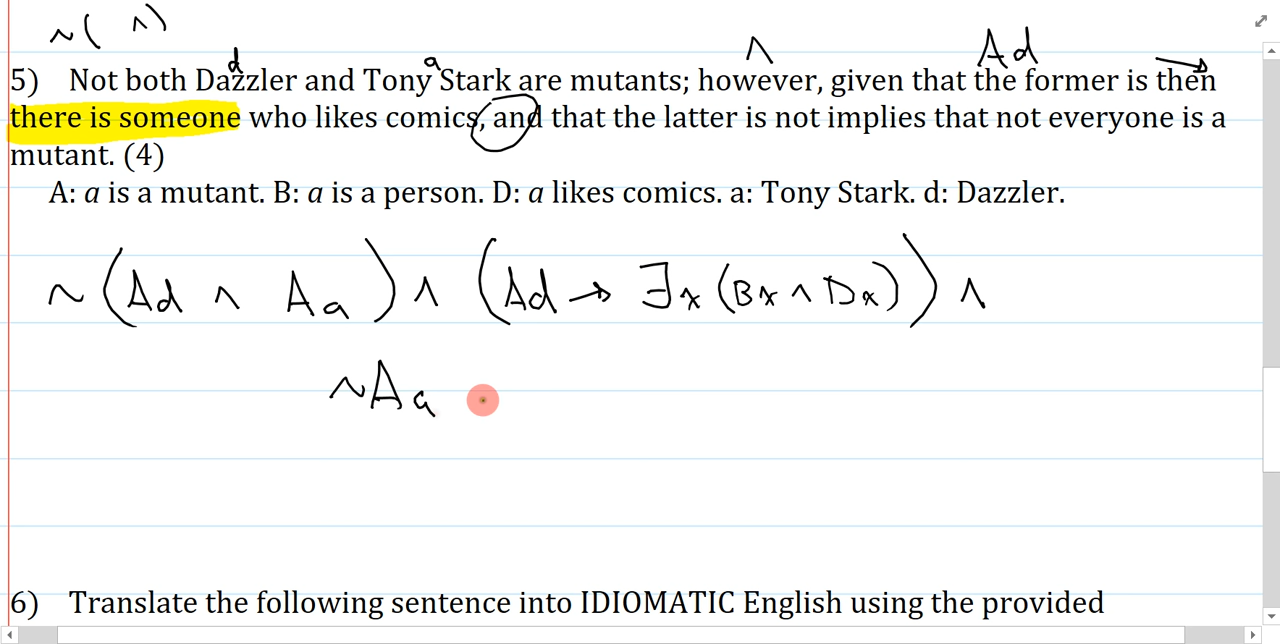 ~( ∧)
d a ∧ Ad →
5) Not both Dazzler and Tony Stark are mutants; however, given that the former is then
there is someone who likes comics, and that the latter is not implies that not everyone is a
mutant. (4)
A: a is a mutant. B: a is a person. D: a likes comics. a: Tony Stark. d: Dazzler.
~(Ad ∧ Aa) ∧ (Ad → ∃x(Bx ∧ Dx)) ∧
~Aa
6) Translate the following sentence into IDIOMATIC English using the provided